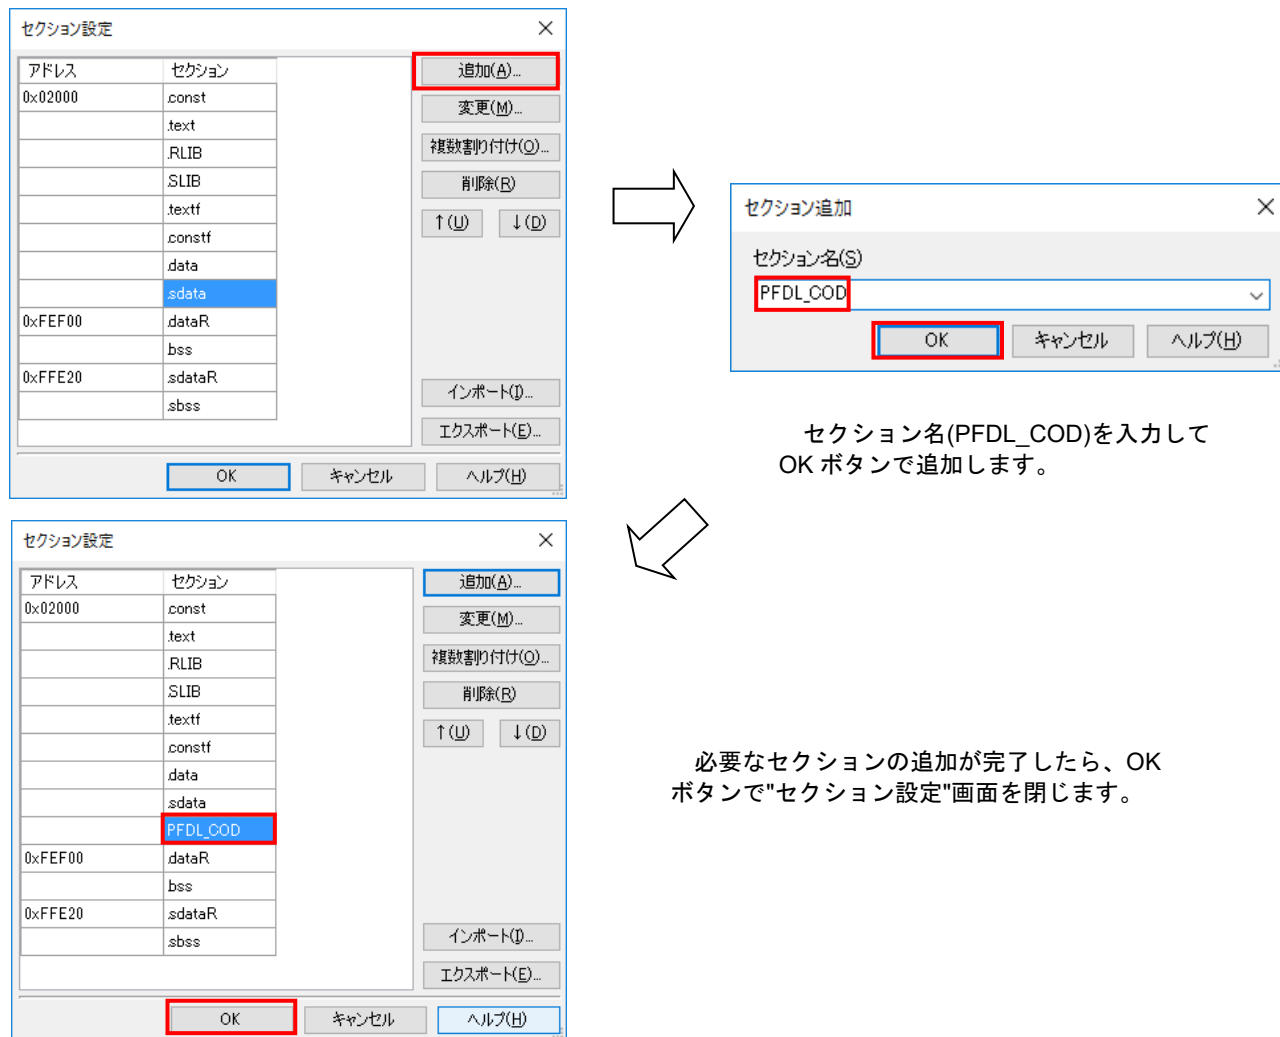 セクション設定
アドレス セクション
0x02000 .const
.text
.RLIB
.SLIB
.textf
.constf
.data
.sdata
0xFEF00 .dataR
.bss
0xFFE20 .sdataR
.sbss
追加(A)...
変更(M)...
複数割り付け(O)...
削除(R)
↑(U) ↓(D)
インポート(I)...
エクスポート(E)...
OK キャンセル ヘルプ(H)
セクション追加
セクション名(S)
PFDL_COD
OK キャンセル ヘルプ(H)
セクション名(PFDL_COD)を入力して
OK ボタンで追加します。
セクション設定
アドレス セクション
0x02000 .const
.text
.RLIB
.SLIB
.textf
.constf
.data
.sdata
PFDL_COD
0xFEF00 .dataR
.bss
0xFFE20 .sdataR
.sbss
追加(A)...
変更(M)...
複数割り付け(O)...
削除(R)
↑(U) ↓(D)
インポート(I)...
エクスポート(E)...
OK キャンセル ヘルプ(H)
必要なセクションの追加が完了したら、OK
ボタンで"セクション設定"画面を閉じます。